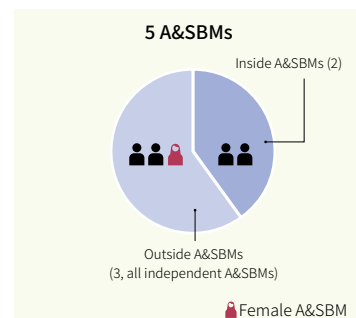 5 A&SBMs
Inside A&SBMs (2)
Outside A&SBMs
(3, all independent A&SBMs)
Female A&SBM